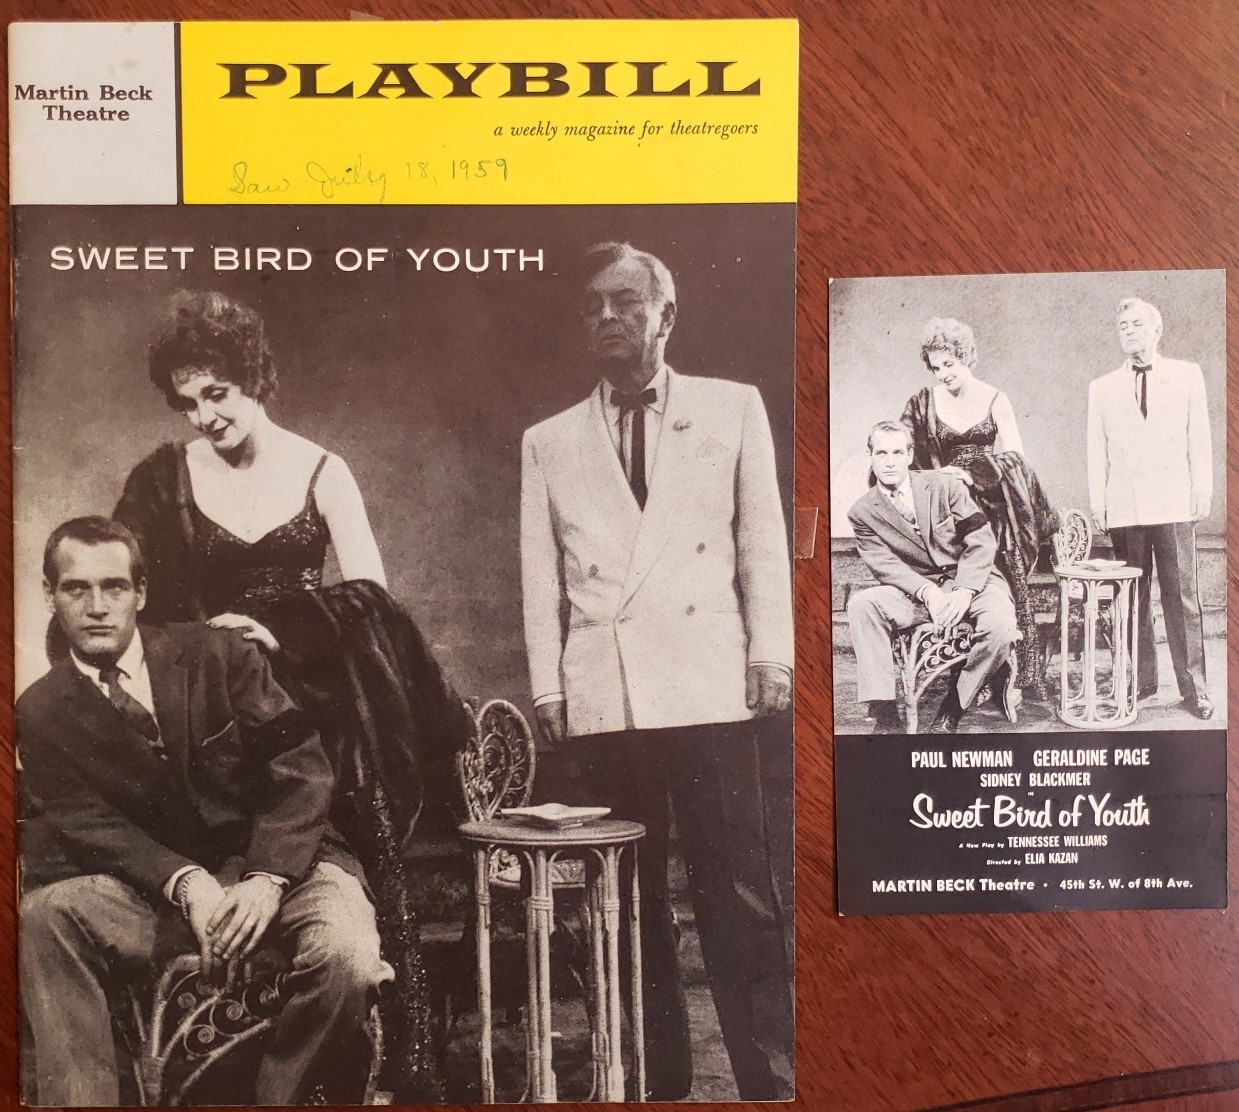 Martin Beck
Theatre
PLAYBILL
a weekly magazine for theatregoers
Saw July 18, 1959
SWEET BIRD OF YOUTH
PAUL NEWMAN GERALDINE PAGE
SIDNEY BLACKMER
IN
Sweet Bird of Youth
A New Play by TENNESSEE WILLIAMS
Directed by ELIA KAZAN
MARTIN BECK Theatre • 45th St. W. of 8th Ave.